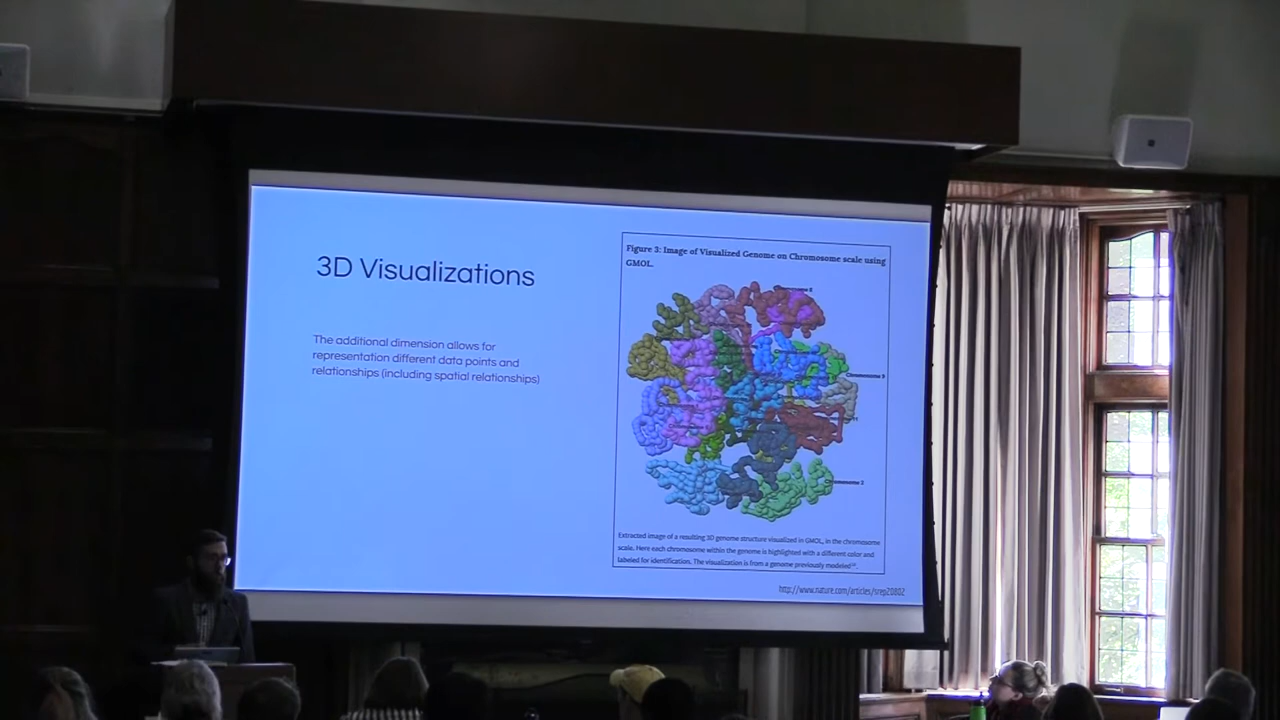 3D Visualizations
The additional dimension allows for
representation different data points and
relationships (including spatial relationships)
Figure 3: Image of Visualized Genome on Chromosome scale using
GMOL.
Chromosome 9
Chromosome 2
Extracted image of a resulting 3D genome structure visualized in GMOL, in the chromosome
scale. Here each chromosome within the genome is highlighted with a different color and
labeled for identification. The visualization is from a genome previously modeled
http://www.nature.com/articles/srep20802